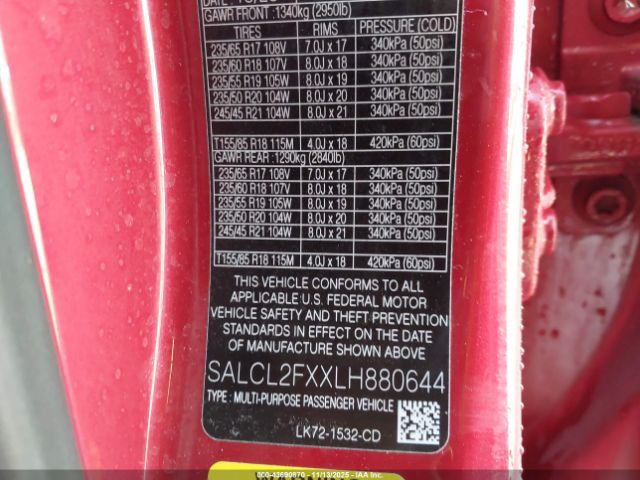 GAWR FRONT :1340kg (2950lb)
TIRES RIMS PRESSURE (COLD)
235/65 R17 108V 7.0J x 17 340kPa (50psi)
235/60 R18 107V 8.0J x 18 340kPa (50psi)
235/55 R19 105W 8.0J x 19 340kPa (50psi)
235/50 R20 104W 8.0J x 20 340kPa (50psi)
245/45 R21 104W 8.0J x 21 340kPa (50psi)
T155/85 R18 115M 4.0J x 18 420kPa (60psi)
GAWR REAR :1290kg (2840lb)
235/65 R17 108V 7.0J x 17 340kPa (50psi)
235/60 R18 107V 8.0J x 18 340kPa (50psi)
235/55 R19 105W 8.0J x 19 340kPa (50psi)
235/50 R20 104W 8.0J x 20 340kPa (50psi)
245/45 R21 104W 8.0J x 21 340kPa (50psi)
T155/85 R18 115M 4.0J x 18 420kPa (60psi)
THIS VEHICLE CONFORMS TO ALL
APPLICABLE U.S. FEDERAL MOTOR
VEHICLE SAFETY AND THEFT PREVENTION
STANDARDS IN EFFECT ON THE DATE
OF MANUFACTURE SHOWN ABOVE
SALCL2FXXLH880644
TYPE : MULTI-PURPOSE PASSENGER VEHICLE
LK72-1532-CD
000-43690870 - 11/13/2025 -